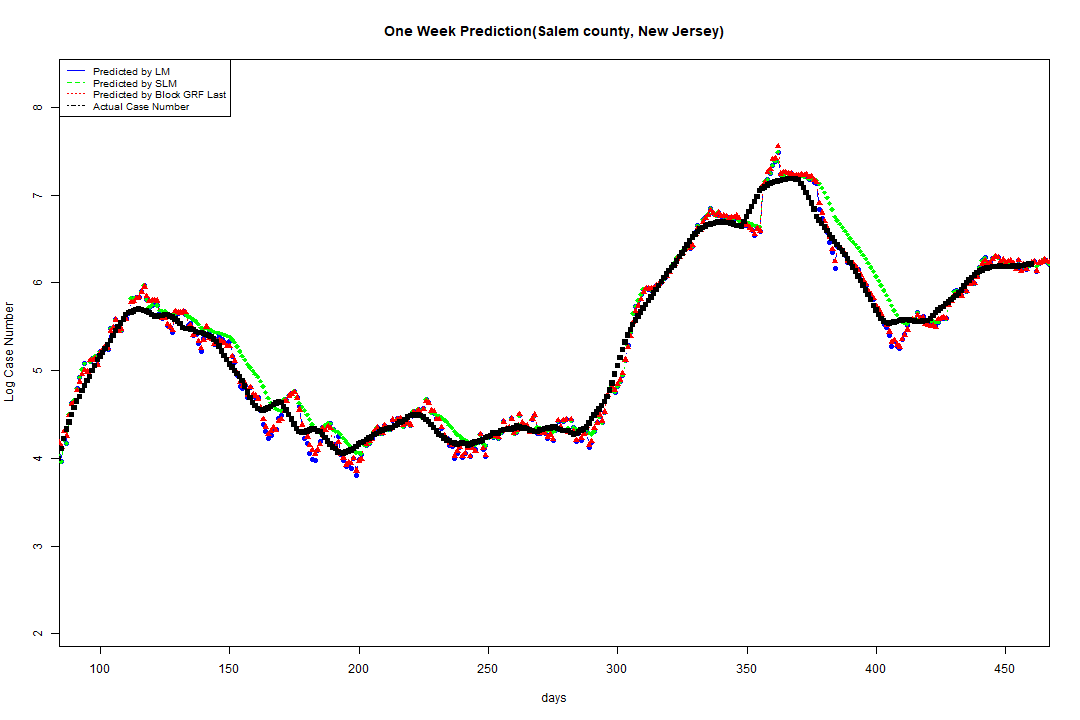 One Week Prediction(Salem county, New Jersey)
Predicted by LM
Predicted by SLM
Predicted by Block GRF Last
Actual Case Number
Log Case Number
8
7
6
5
4
3
2
100 150 200 250 300 350 400 450
days